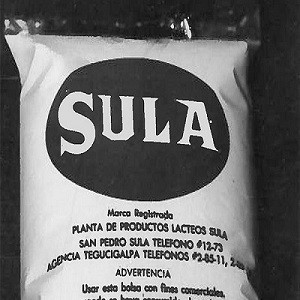 SULA
Marca Registrada
PLANTA DE PRODUCTOS LACTEOS SULA
SAN PEDRO SULA TELEFONO #12-73
AGENCIA TEGUCIGALPA TELEFONOS #2-85-11,
ADVERTENCIA
Usar esta bolsa con fines comerciales,